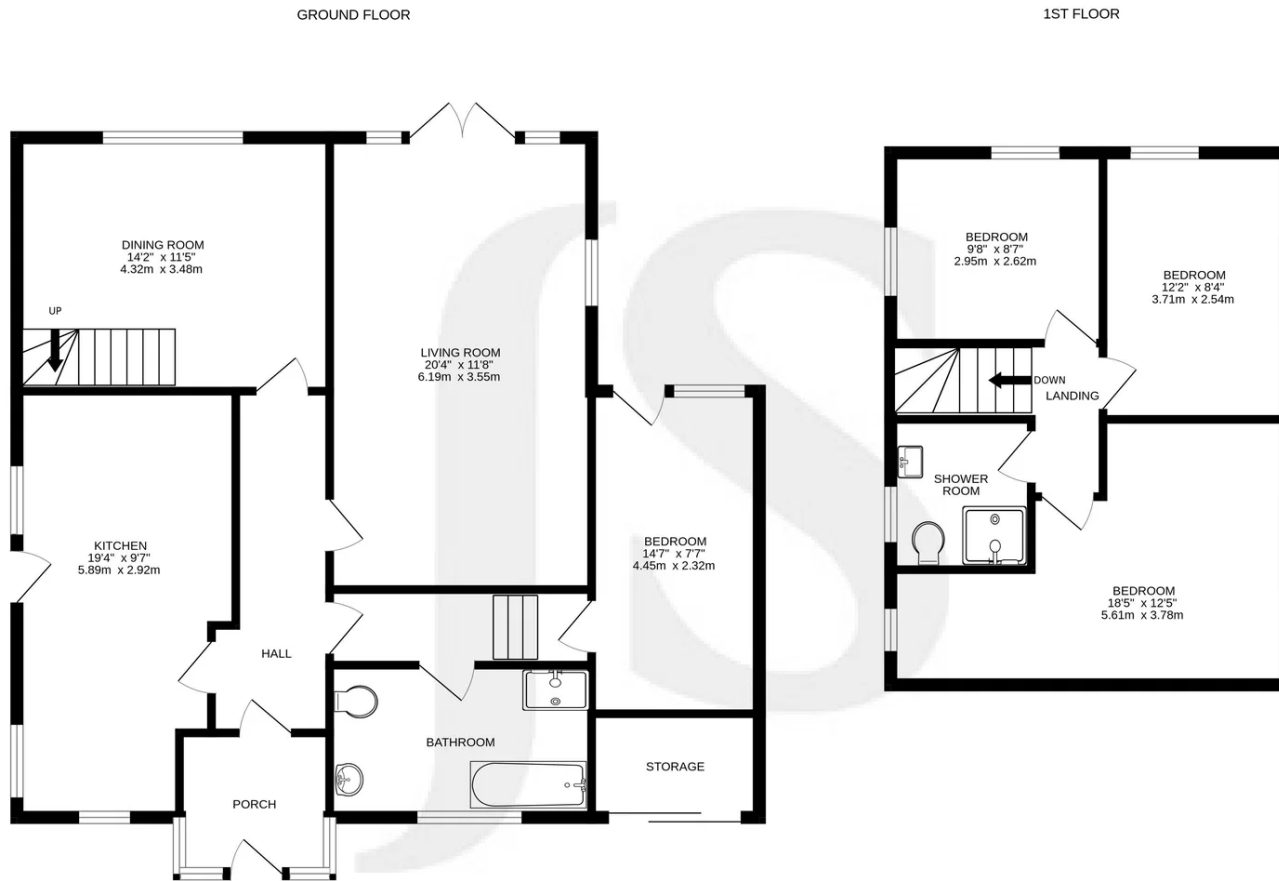 GROUND FLOOR
1ST FLOOR
DINING ROOM
14'2" x 11'5"
4.32m x 3.48m
UP
LIVING ROOM
20'4" x 11'8"
6.19m x 3.55m
KITCHEN
19'4" x 9'7"
5.89m x 2.92m
BEDROOM
14'7" x 7'7"
4.45m x 2.32m
HALL
BATHROOM
STORAGE
PORCH
BEDROOM
9'8" x 8'7"
2.95m x 2.62m
BEDROOM
12'2" x 8'4"
3.71m x 2.54m
DOWN
LANDING
SHOWER
ROOM
BEDROOM
18'5" x 12'5"
5.61m x 3.78m
JS